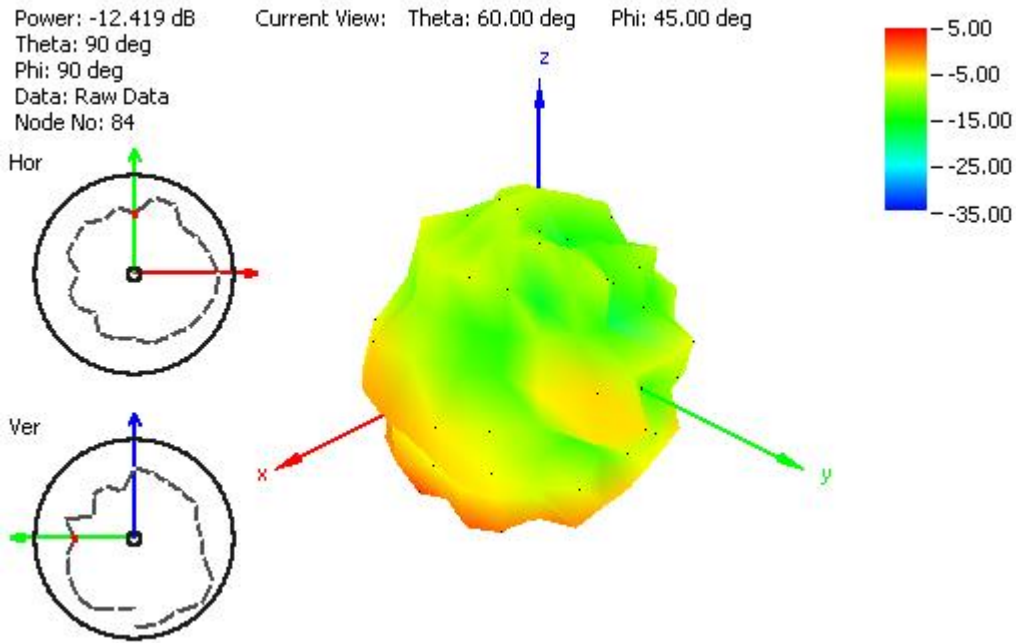 Power: -12.419 dB Current View: Theta: 60.00 deg Phi: 45.00 deg
Theta: 90 deg
Phi: 90 deg
Data: Raw Data
Node No: 84
Hor
Ver
z
x
y
5.00
-5.00
-15.00
-25.00
-35.00